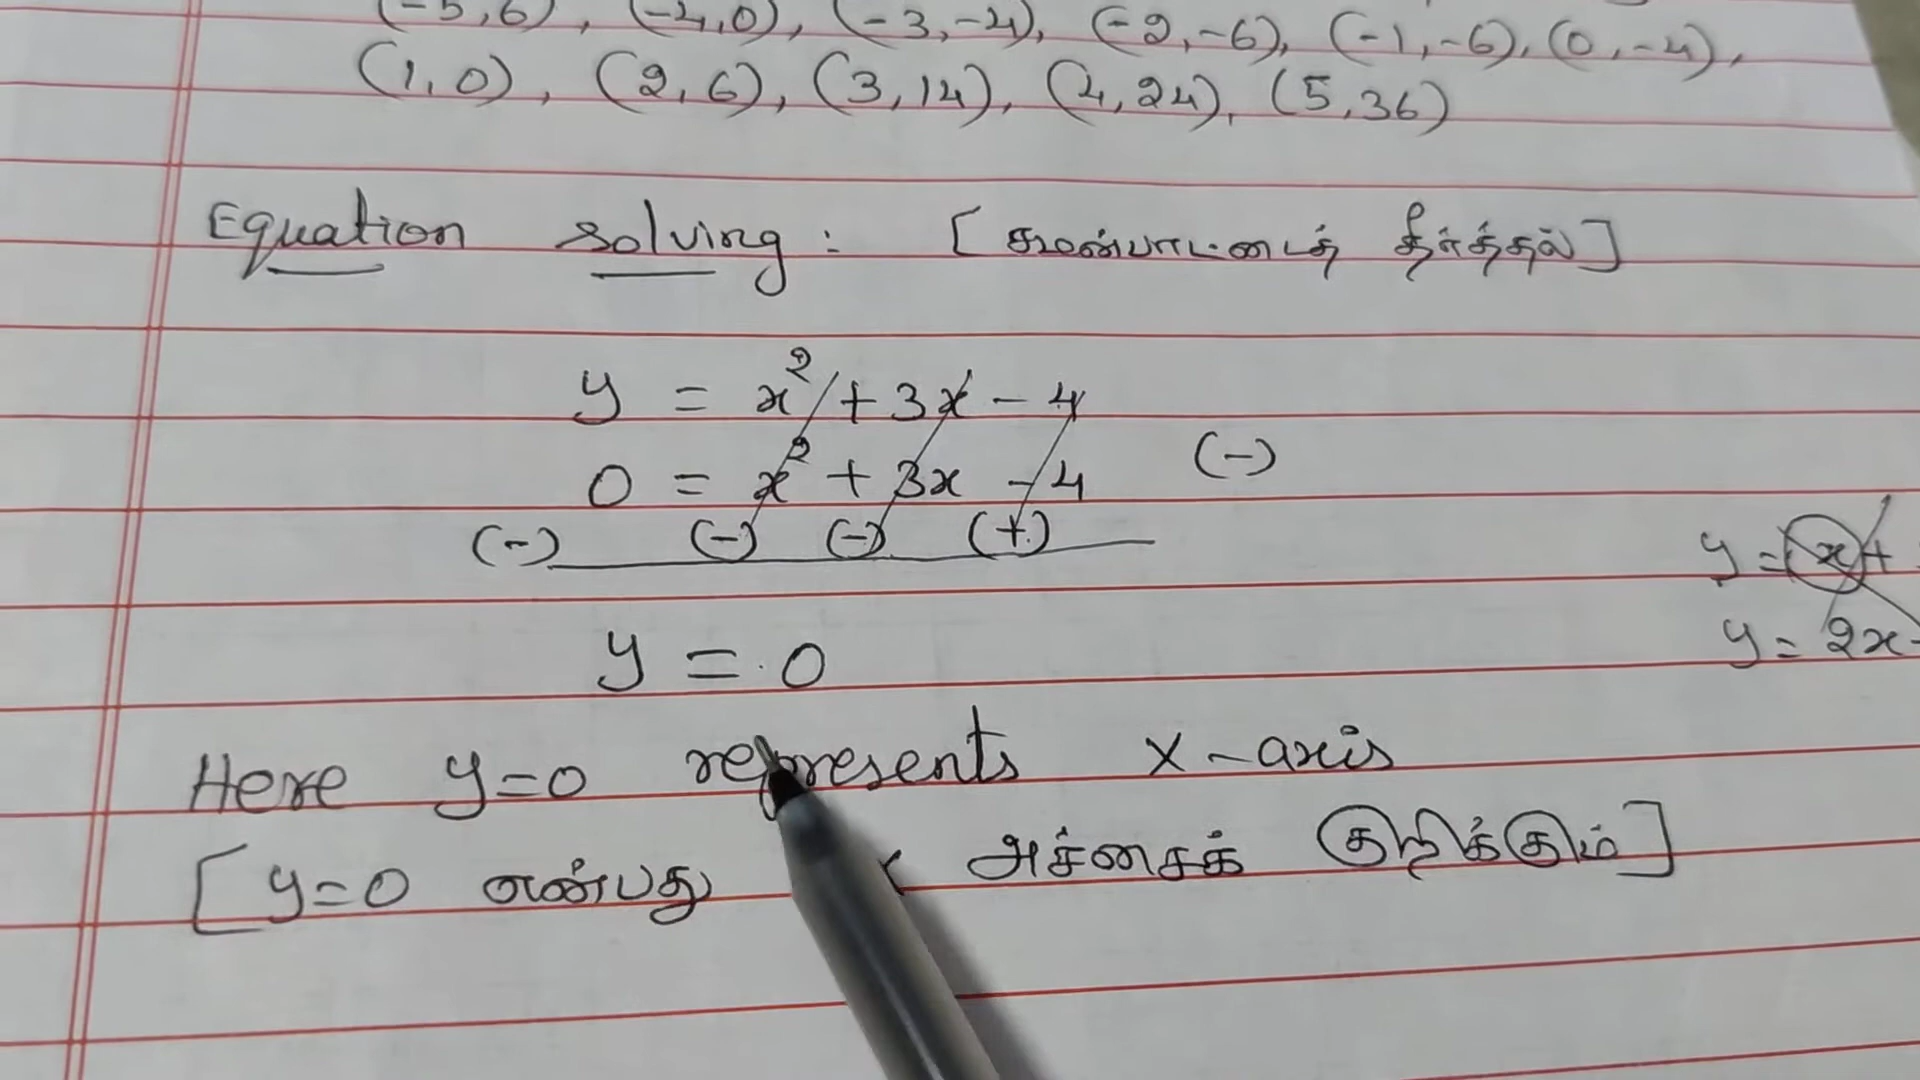 (-5,6), (-4,0), (-3,-4), (-2,-6), (-1,-6), (0,-4),
(1,0), (2,6), (3,14), (4,24), (5,36)
Equation solving: [சமன்பாட்டைத் தீர்த்தல்]
y = x² + 3x - 4
0 = x² + 3x - 4 (-)
(-) (-) (-) (+)
y = x +
y = 2x-
y = 0
Here y=0 represents X-axis
[y=0 என்பது அச்சைக் குறிக்கும்]